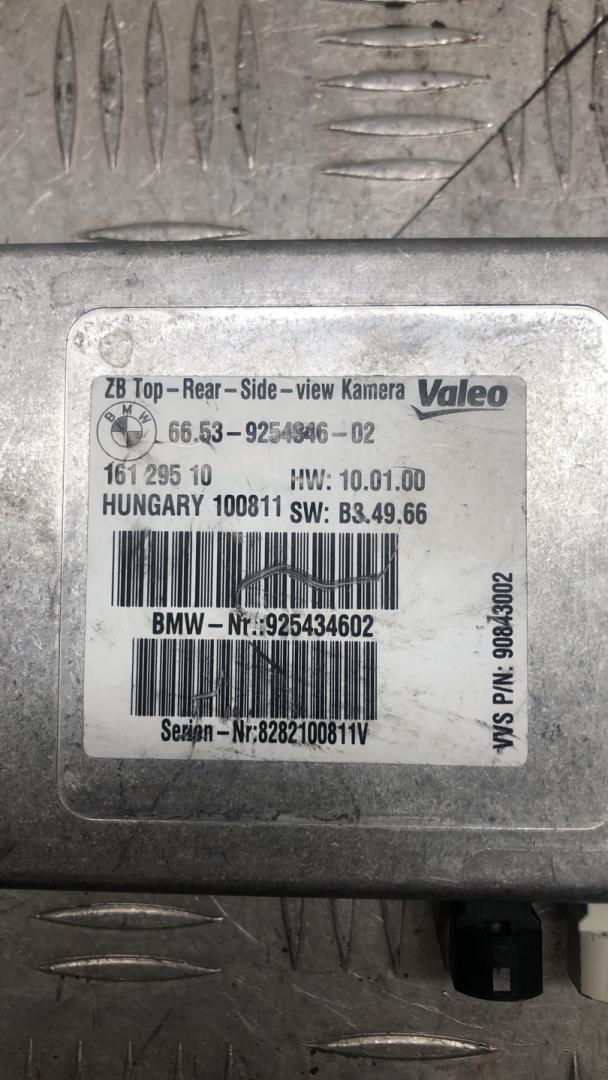 ZB Top-Rear-Side-view Kamera Valeo
BMW 66.53-9254346-02
161 295 10 HW: 10.01.00
HUNGARY 100811 SW: B3.49.66
BMW-Nr.:925434602
Serien-Nr:8282100811V
VVS P/N: 90843002